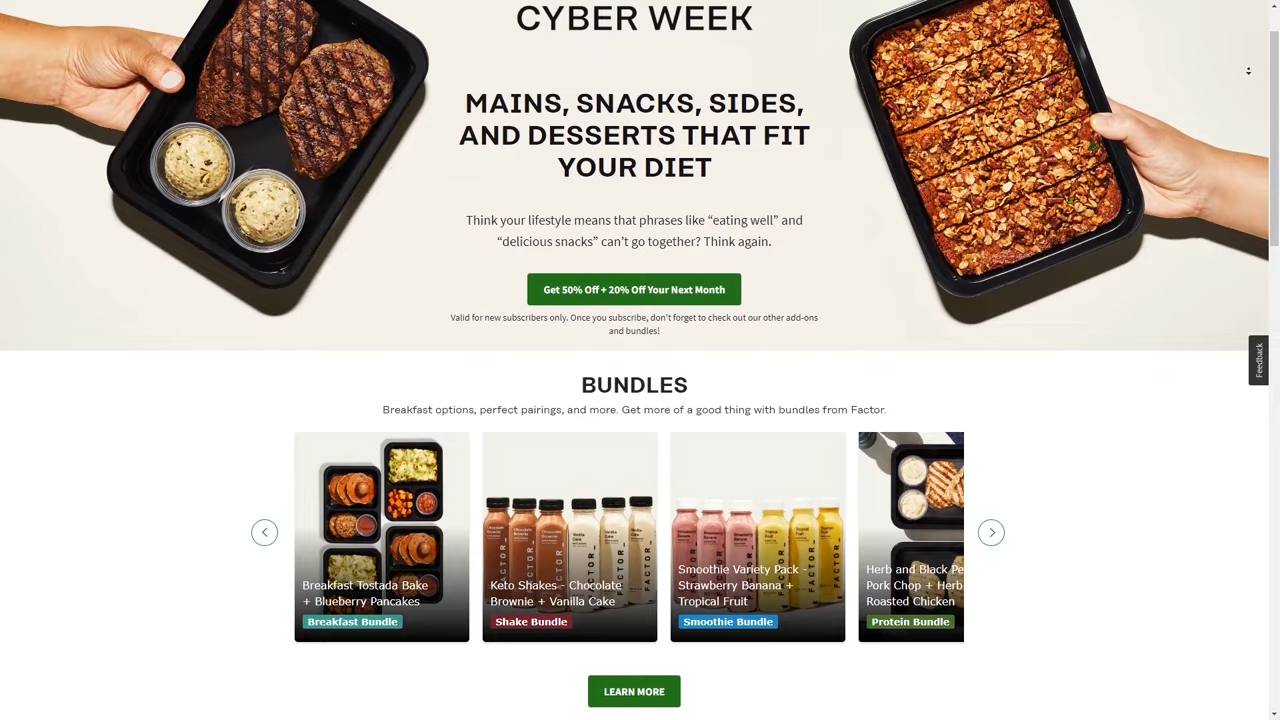 CYBER WEEK
MAINS, SNACKS, SIDES,
AND DESSERTS THAT FIT
YOUR DIET
Think your lifestyle means that phrases like “eating well” and
“delicious snacks” can’t go together? Think again.
Get 50% Off + 20% Off Your Next Month
Valid for new subscribers only. Once you subscribe, don’t forget to check out our other add-ons
and bundles!
Feedback
BUNDLES
Breakfast options, perfect pairings, and more. Get more of a good thing with bundles from Factor.
Breakfast Tostada Bake
+ Blueberry Pancakes
Breakfast Bundle
Keto Shakes - Chocolate
Brownie + Vanilla Cake
Shake Bundle
Smoothie Variety Pack -
Strawberry Banana +
Tropical Fruit
Smoothie Bundle
Herb and Black Pe
Pork Chop + Herb
Roasted Chicken
Protein Bundle
LEARN MORE